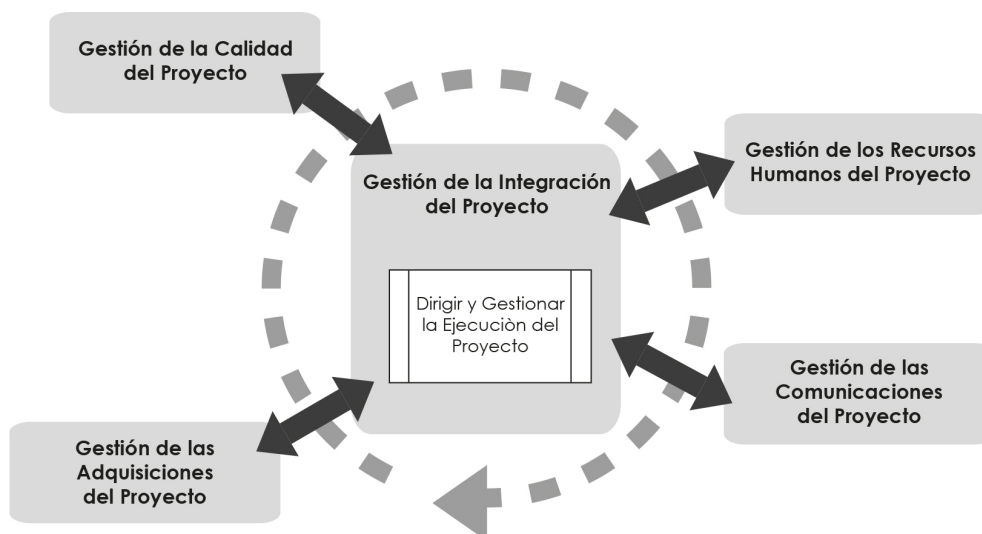 Gestión de la Calidad
del Proyecto
Gestión de los Recursos
Humanos del Proyecto
Gestión de la Integración
del Proyecto
Dirigir y Gestionar
la Ejecuciòn del
Proyecto
Gestión de las
Comunicaciones
del Proyecto
Gestión de las
Adquisiciones
del Proyecto